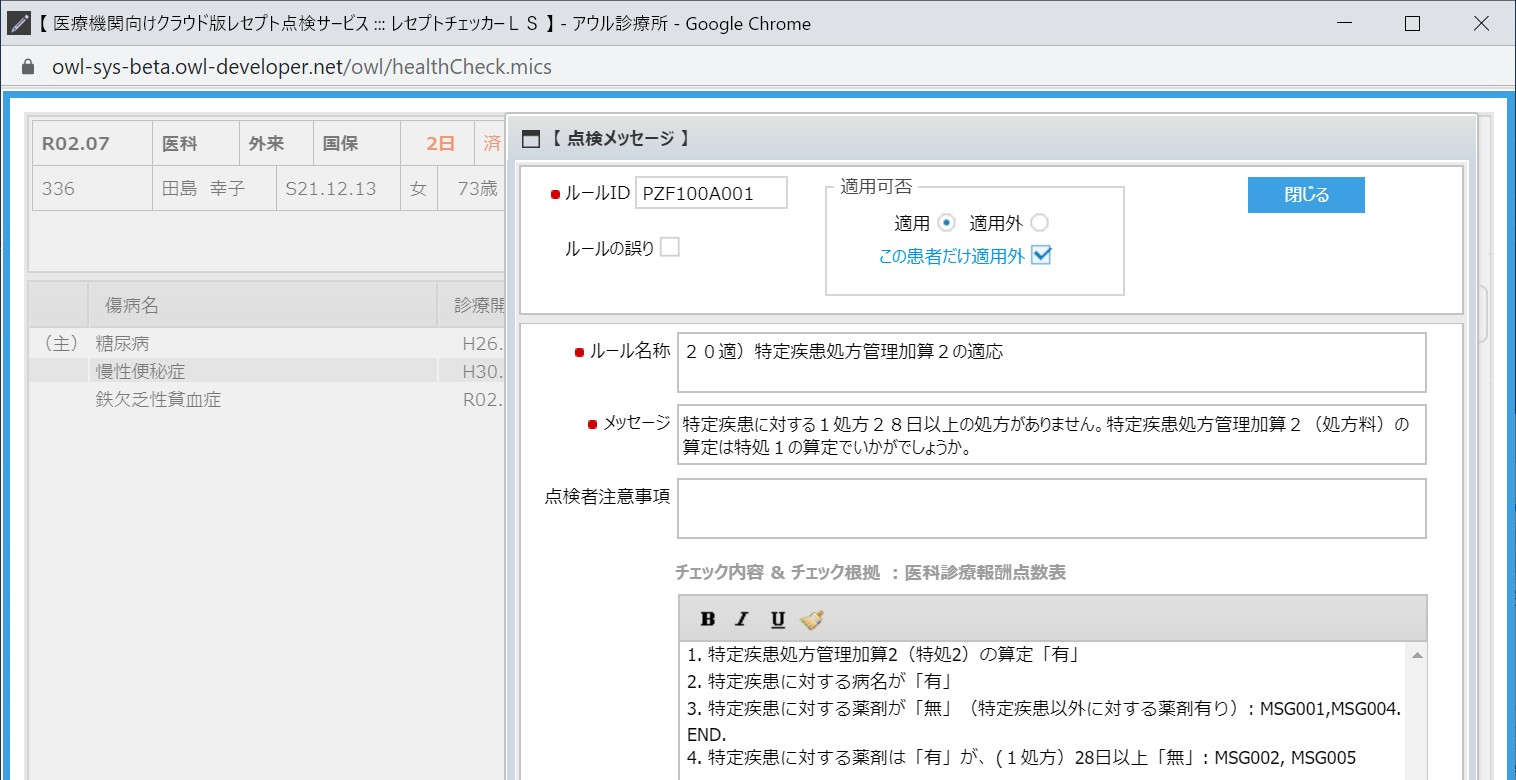 【 医療機関向けクラウド版レセプト点検サービス ::: レセプトチェッカーＬＳ 】 - アウル診療所 - Google Chrome
owl-sys-beta.owl-developer.net/owl/healthCheck.mics
R02.07 医科 外来 国保 2日 済
336 田島 幸子 S21.12.13 女 73歳
傷病名 診療開
（主） 糖尿病 H26.
慢性便秘症 H30.
鉄欠乏性貧血症 R02.
【 点検メッセージ 】
ルールID PZF100A001
ルールの誤り
適用可否
適用 適用外
この患者だけ適用外
閉じる
ルール名称 ２０適）特定疾患処方管理加算２の適応
メッセージ 特定疾患に対する１処方２８日以上の処方がありません。特定疾患処方管理加算２（処方料）の
算定は特処１の算定でいかがでしょうか。
点検者注意事項
チェック内容 & チェック根拠 ：医科診療報酬点数表
B I U
1. 特定疾患処方管理加算2（特処2）の算定「有」
2. 特定疾患に対する病名が「有」
3. 特定疾患に対する薬剤が「無」（特定疾患以外に対する薬剤有り）: MSG001,MSG004.
END.
4. 特定疾患に対する薬剤は「有」が、(１処方）28日以上「無」: MSG002, MSG005